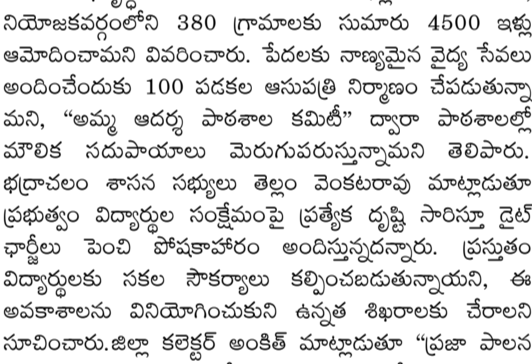 నియోజకవర్గంలోని 380 గ్రామాలకు సుమారు 4500 ఇళ్లు
ఆమోదించామని వివరించారు. పేదలకు నాణ్యమైన వైద్య సేవలు
అందించేందుకు 100 పడకల ఆసుపత్రి నిర్మాణం చేపడుతున్నా
మని, “అమ్మ ఆదర్శ పాఠశాల కమిటీ” ద్వారా పాఠశాలల్లో
మౌలిక సదుపాయాలు మెరుగుపరుస్తున్నామని తెలిపారు.
భద్రాచలం శాసన సభ్యులు తెల్లం వెంకటరావు మాట్లాడుతూ
ప్రభుత్వం విద్యార్థుల సంక్షేమంపై ప్రత్యేక దృష్టి సారిస్తూ డైట్
ఛార్జీలు పెంచి పోషకాహారం అందిస్తున్నదన్నారు. ప్రస్తుతం
విద్యార్థులకు సకల సౌకర్యాలు కల్పించబడుతున్నాయని, ఈ
అవకాశాలను వినియోగించుకుని ఉన్నత శిఖరాలకు చేరాలని
సూచించారు.జిల్లా కలెక్టర్ అంకిత్ మాట్లాడుతూ “ప్రజా పాలన